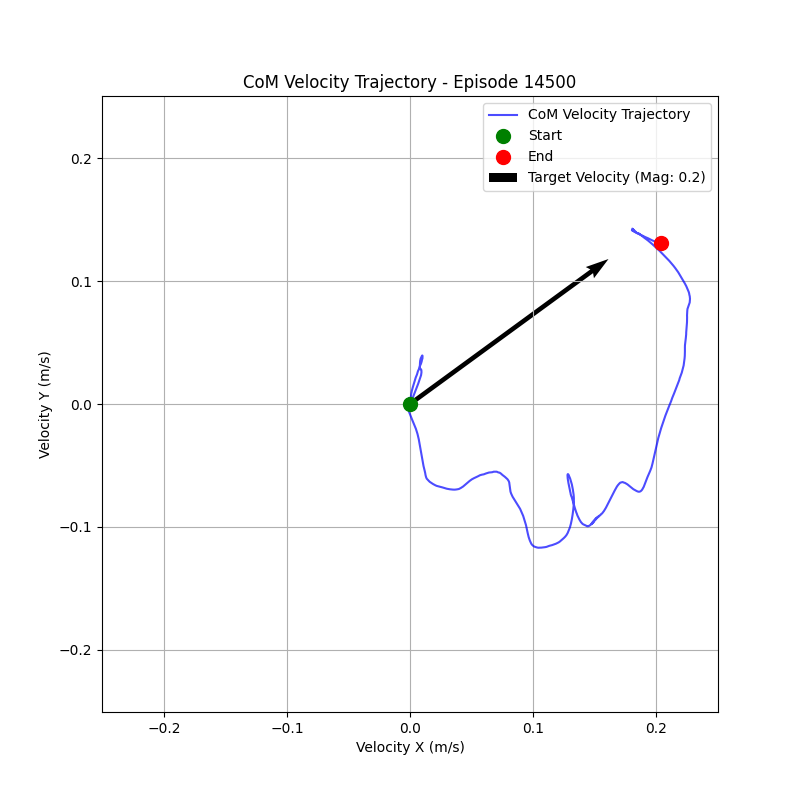 CoM Velocity Trajectory - Episode 14500
CoM Velocity Trajectory
Start
End
Target Velocity (Mag: 0.2)
0.2
0.1
0.0
−0.1
−0.2
Velocity Y (m/s)
−0.2
−0.1
0.0
0.1
0.2
Velocity X (m/s)